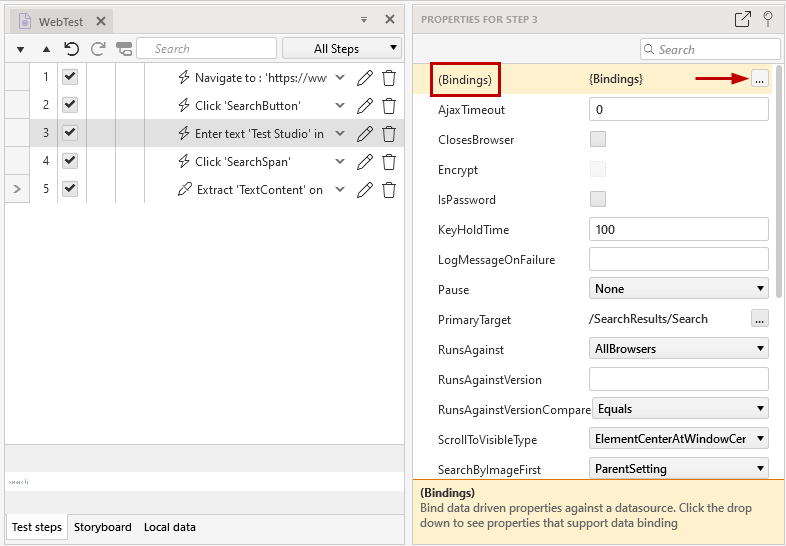 WebTest
Search
All Steps
1 Navigate to : 'https://www
2 Click 'SearchButton'
3 Enter text 'Test Studio' in
4 Click 'SearchSpan'
5 Extract 'TextContent' on
search
Test steps Storyboard Local data
PROPERTIES FOR STEP 3
Search
(Bindings) {Bindings} ...
AjaxTimeout 0
ClosesBrowser
Encrypt
IsPassword
KeyHoldTime 100
LogMessageOnFailure
Pause None
PrimaryTarget /SearchResults/Search ...
RunsAgainst AllBrowsers
RunsAgainstVersion
RunsAgainstVersionCompare Equals
ScrollToVisibleType ElementCenterAtWindowCer
SearchByImageFirst ParentSetting
(Bindings)
Bind data driven properties against a datasource. Click the drop
down to see properties that support data binding